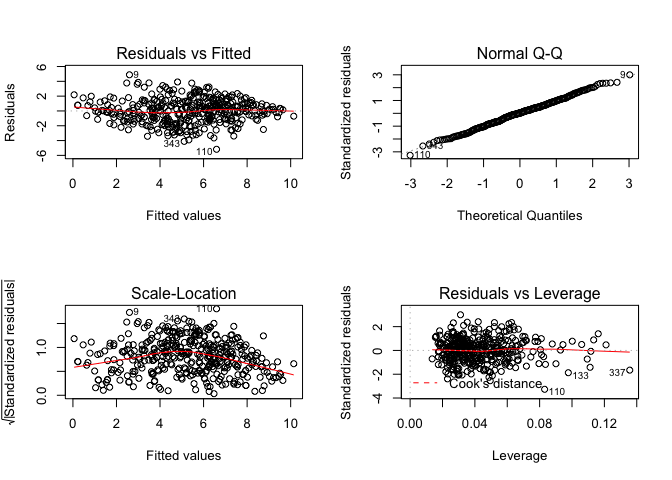 Residuals vs Fitted
Residuals
6
2
-2
-6
9
343
110
0 2 4 6 8 10
Fitted values
Normal Q-Q
Standardized residuals
3
1
-1
-3
9
343
110
-3 -2 -1 0 1 2 3
Theoretical Quantiles
Scale-Location
√|Standardized residuals|
1.0
0.0
9
343
110
0 2 4 6 8 10
Fitted values
Residuals vs Leverage
Standardized residuals
2
0
-2
-4
Cook's distance
133
337
110
0.00 0.04 0.08 0.12
Leverage